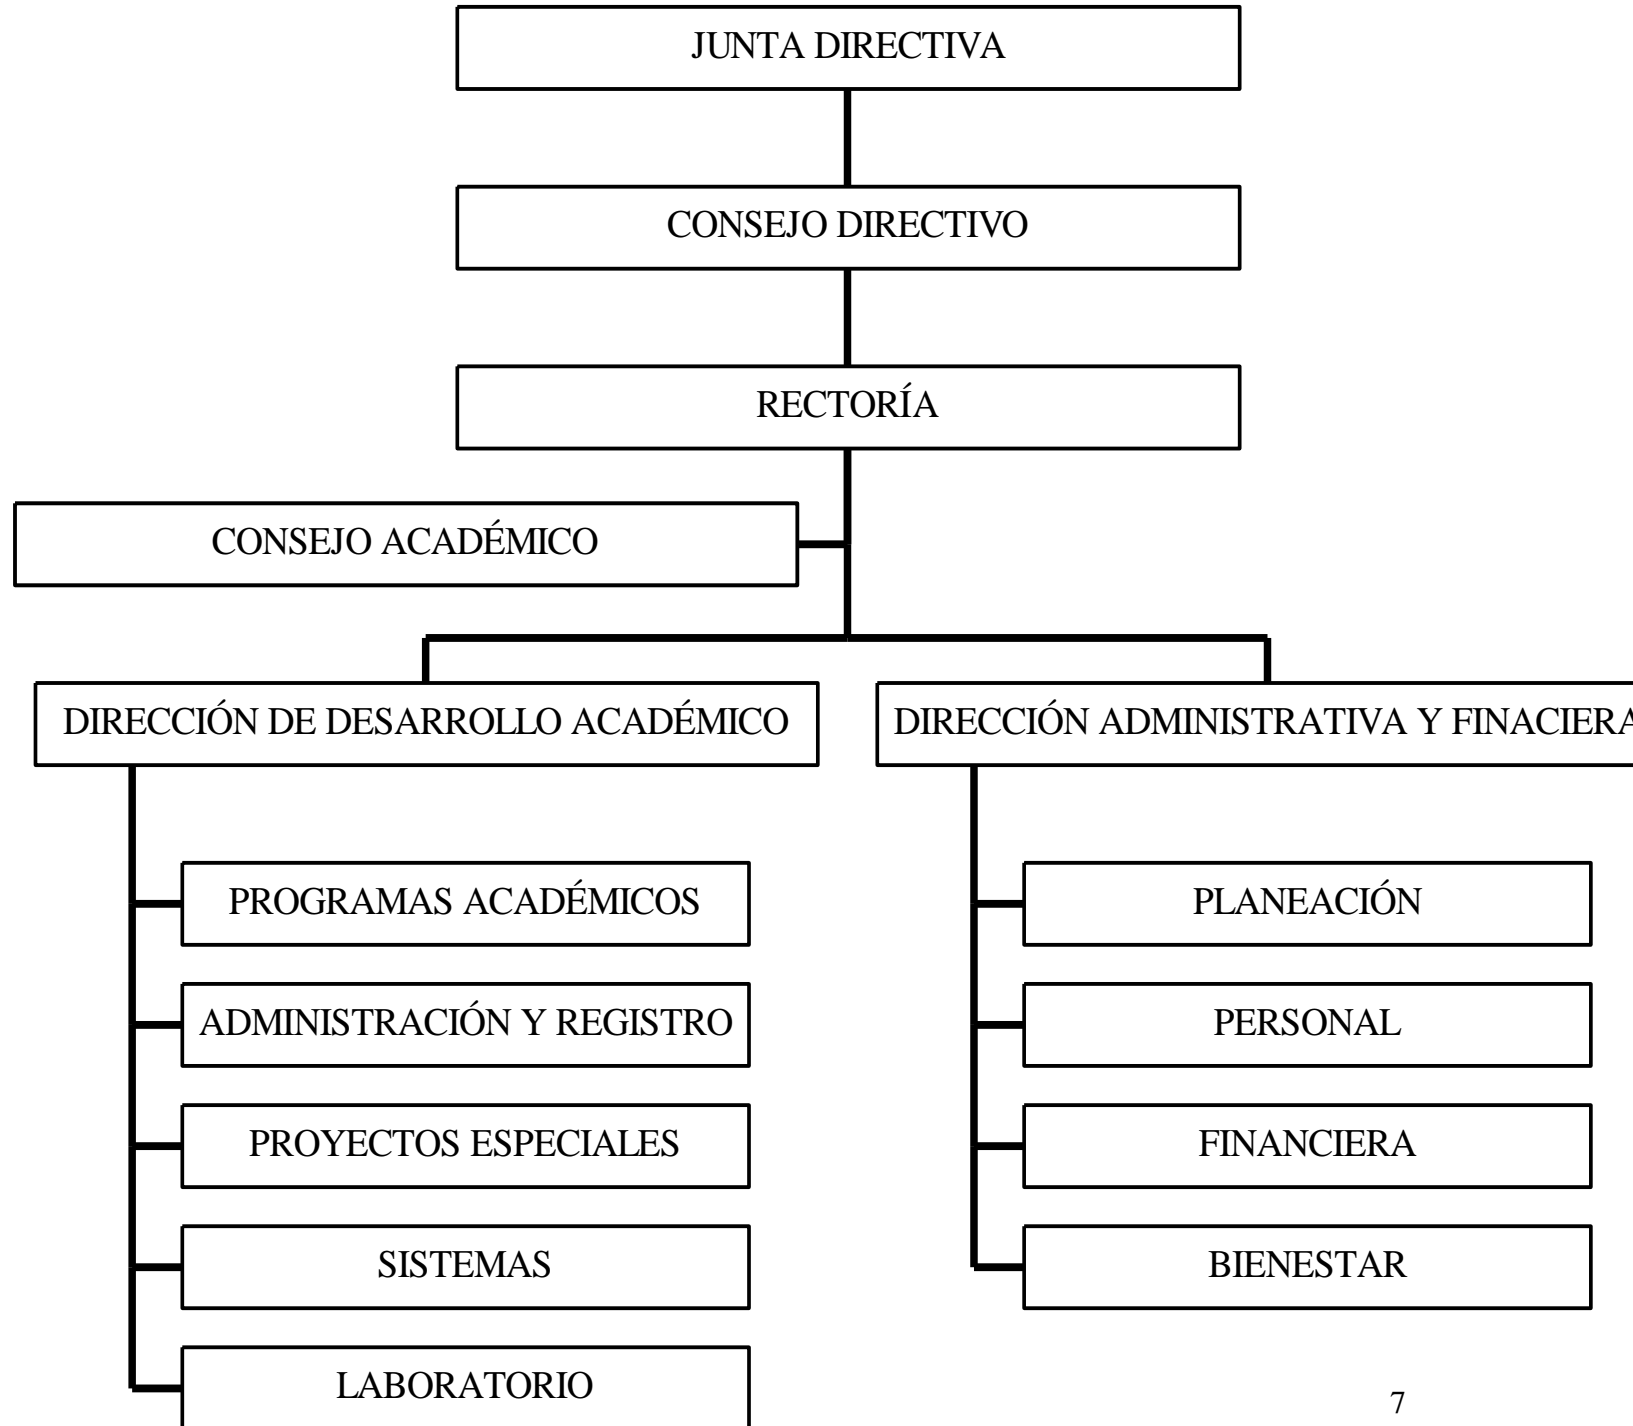 JUNTA DIRECTIVA
CONSEJO DIRECTIVO
RECTORÍA
CONSEJO ACADÉMICO
DIRECCIÓN DE DESARROLLO ACADÉMICO
DIRECCIÓN ADMINISTRATIVA Y FINACIERA
PROGRAMAS ACADÉMICOS
ADMINISTRACIÓN Y REGISTRO
PROYECTOS ESPECIALES
SISTEMAS
LABORATORIO
PLANEACIÓN
PERSONAL
FINANCIERA
BIENESTAR
7